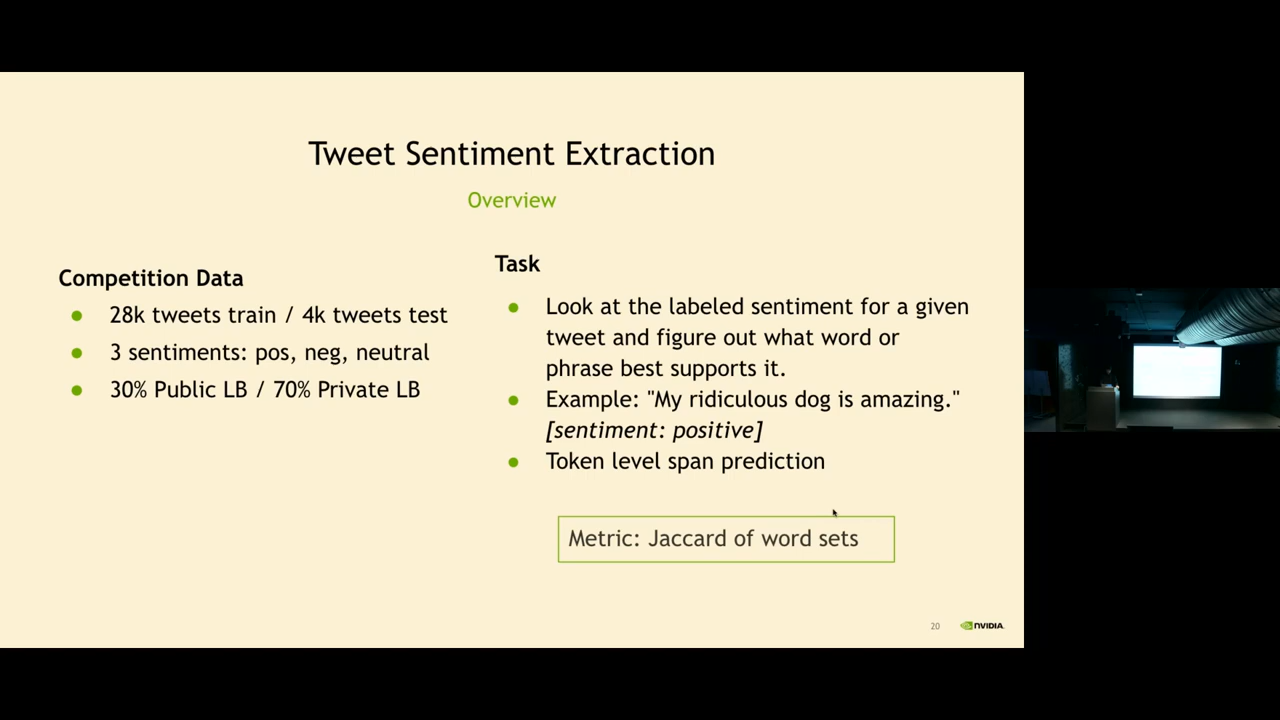 Tweet Sentiment Extraction
Overview
Competition Data
● 28k tweets train / 4k tweets test
● 3 sentiments: pos, neg, neutral
● 30% Public LB / 70% Private LB
Task
● Look at the labeled sentiment for a given
tweet and figure out what word or
phrase best supports it.
● Example: "My ridiculous dog is amazing."
[sentiment: positive]
● Token level span prediction
Metric: Jaccard of word sets
20
NVIDIA.